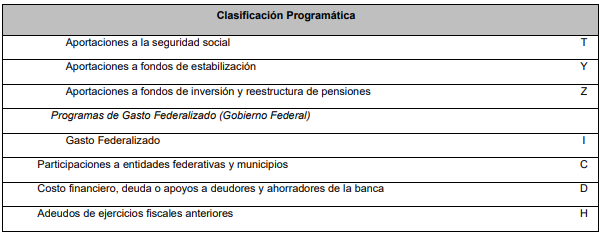 Clasificación Programática
Aportaciones a la seguridad social T
Aportaciones a fondos de estabilización Y
Aportaciones a fondos de inversión y reestructura de pensiones Z
Programas de Gasto Federalizado (Gobierno Federal)
Gasto Federalizado I
Participaciones a entidades federativas y municipios C
Costo financiero, deuda o apoyos a deudores y ahorradores de la banca D
Adeudos de ejercicios fiscales anteriores H